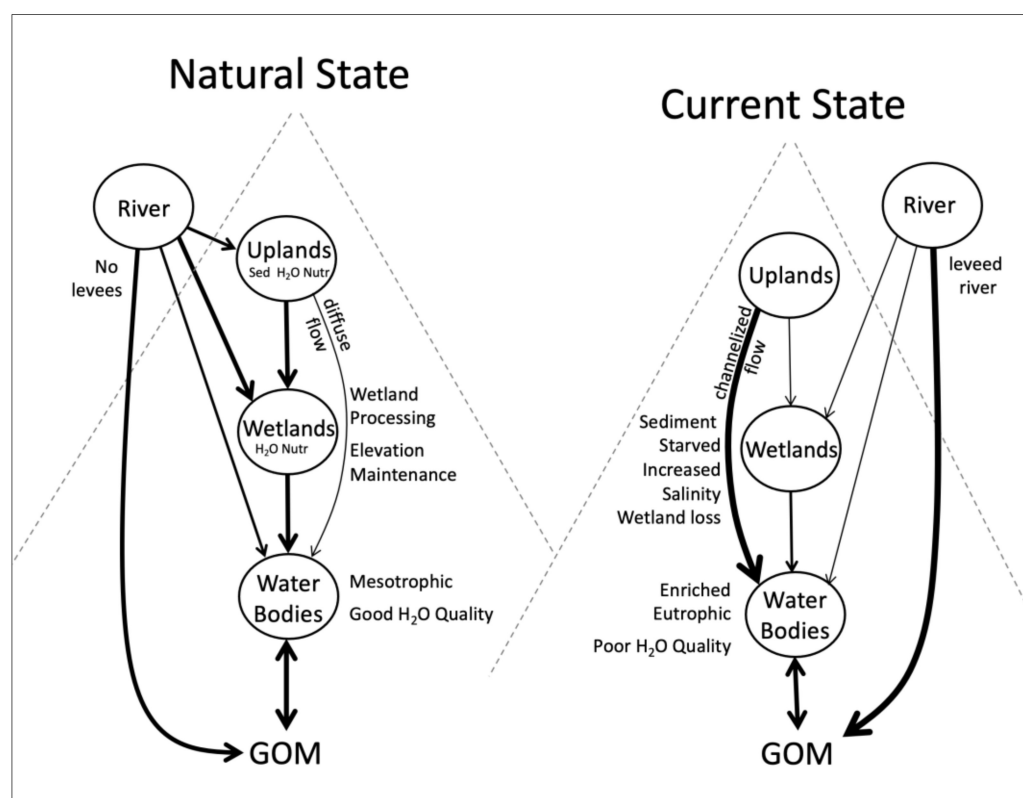 Natural State
River
No
levees
Uplands
Sed H₂O Nutr
diffuse
flow
Wetlands
H₂O Nutr
Wetland
Processing
Elevation
Maintenance
Water
Bodies
Mesotrophic
Good H₂O Quality
GOM
Current State
River
leveed
river
Uplands
channelized
flow
Sediment
Starved
Increased
Salinity
Wetland loss
Wetlands
Enriched
Eutrophic
Poor H₂O Quality
Water
Bodies
GOM